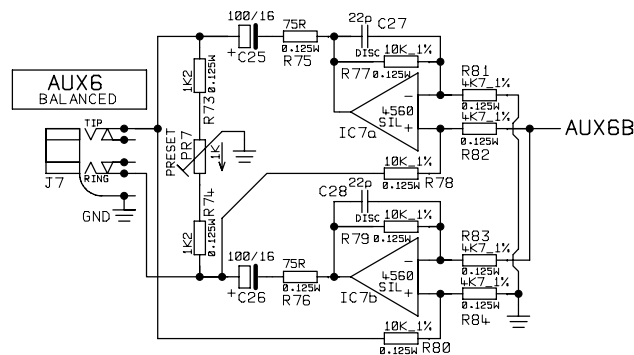 100/16
+
C25
75R
0.125W
R75
22p
C27
DISC
10K_1%
R77
0.125W
AUX6
BALANCED
1K2
0.125W
R73
R81
4K7_1%
0.125W
4K7_1%
0.125W
R82
-
+
4560
SIL
IC7a
AUX6B
TIP
RING
J7
GND
PRESET
PR7
1K
10K_1%
0.125W
R78
R74
1K2
0.125W
C28
22p
DISC
10K_1%
R79
0.125W
R83
4K7_1%
0.125W
4K7_1%
0.125W
R84
100/16
+
C26
75R
0.125W
R76
-
+
4560
SIL
IC7b
10K_1%
0.125W
R80